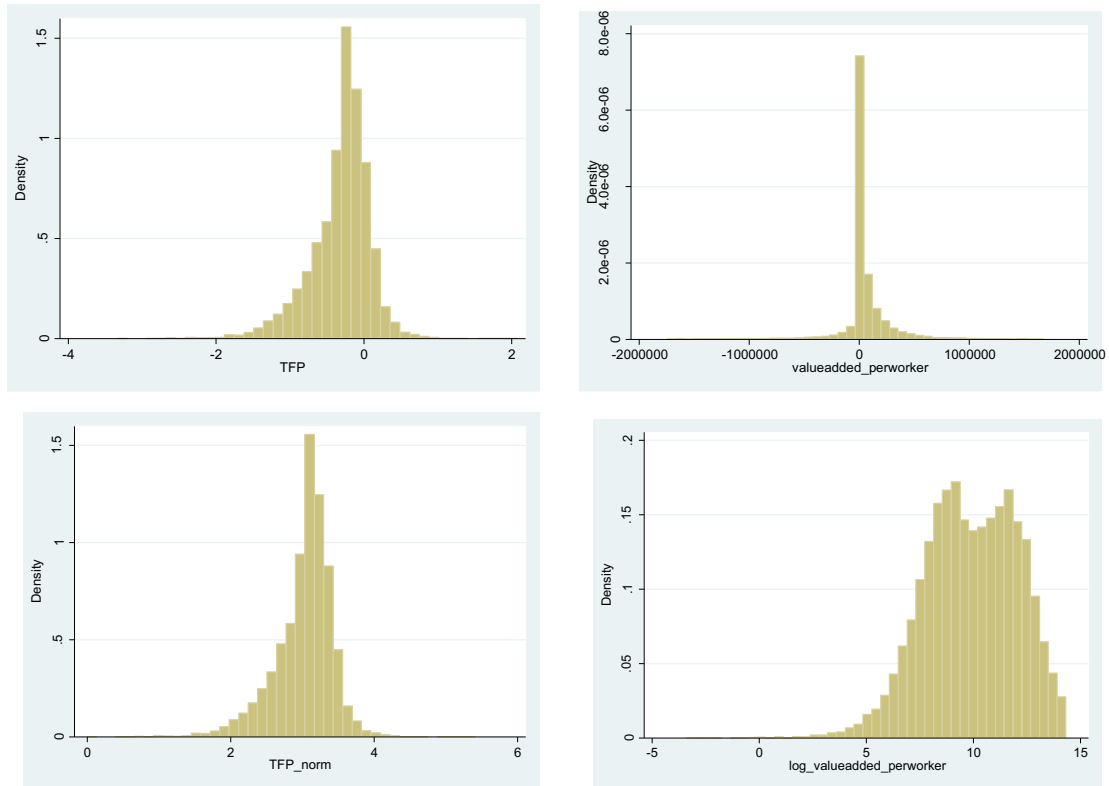 Density
0
.5
1
1.5
-4
-2
0
2
TFP
Density
0
2.0e-06
4.0e-06
6.0e-06
8.0e-06
-2000000
-1000000
0
1000000
2000000
valueadded_perworker
Density
0
.5
1
1.5
0
2
4
6
TFP_norm
Density
0
.05
.1
.15
.2
-5
0
5
10
15
log_valueadded_perworker